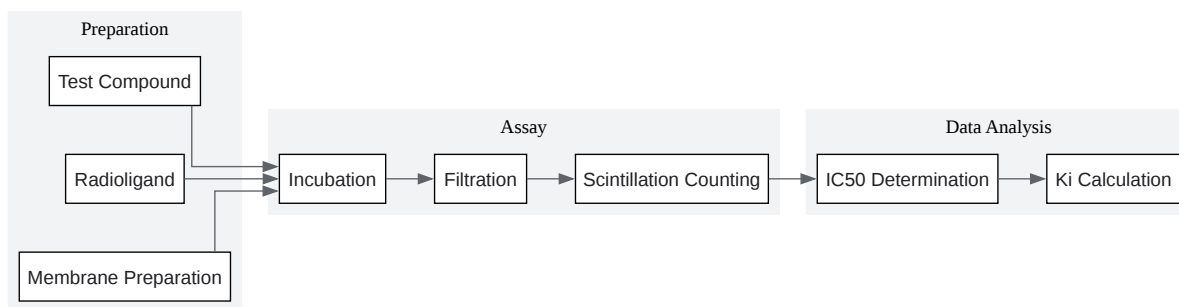 Preparation
Test Compound
Radioligand
Membrane Preparation
Assay
Incubation
Filtration
Scintillation Counting
Data Analysis
IC50 Determination
Ki Calculation